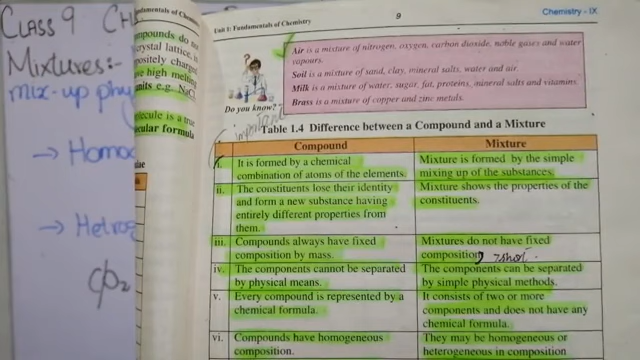 CLASS 9 CH
Mixtures:-
mix-up phy
→ Homog
→ Hetrog
Fundamentals of Chemistry
mpounds do no
crystal lattice, i
ositely charged
ve high melting
units e.g. NaCl
molecule is a true
cular formula
Unit 1: Fundamentals of Chemistry
9
Chemistry - IX
Air is a mixture of nitrogen, oxygen, carbon dioxide, noble gases and water
vapours.
Soil is a mixture of sand, clay, mineral salts, water and air.
Milk is a mixture of water, sugar, fat, proteins, mineral salts and vitamins.
Brass is a mixture of copper and zinc metals.
Do you know?
important
Table 1.4 Difference between a Compound and a Mixture
Compound
Mixture
i. It is formed by a chemical
combination of atoms of the elements.
Mixture is formed by the simple
mixing up of the substances.
ii. The constituents lose their identity
and form a new substance having
entirely different properties from
them.
Mixture shows the properties of the
constituents.
iii. Compounds always have fixed
composition by mass.
Mixtures do not have fixed
composition
iv. The components cannot be separated
by physical means.
The components can be separated
by simple physical methods.
v. Every compound is represented by a
chemical formula.
It consists of two or more
components and does not have any
chemical formula.
vi. Compounds have homogeneous
composition.
They may be homogeneous or
heterogeneous in composition